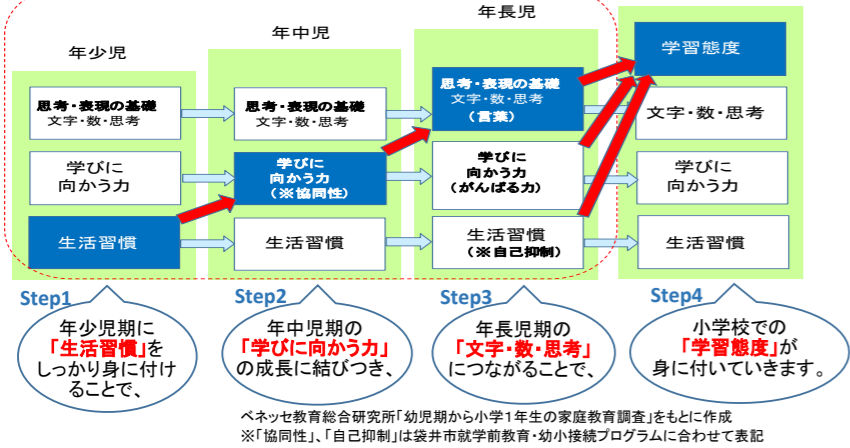 年少児
思考・表現の基礎
文字・数・思考
学びに
向かう力
生活習慣
年中児
思考・表現の基礎
文字・数・思考
学びに
向かう力
(※協同性)
生活習慣
年長児
思考・表現の基礎
文字・数・思考
(言葉)
学びに
向かう力
(がんばる力)
生活習慣
(※自己抑制)
学習態度
文字・数・思考
学びに
向かう力
生活習慣
Step1
年少児期に
「生活習慣」を
しっかり身に付け
ることで、
Step2
年中児期の
「学びに向かう力」
の成長に結びつき、
Step3
年長児期の
「文字・数・思考」
につながることで、
Step4
小学校での
「学習態度」が
身に付いていきます。
ベネッセ教育総合研究所「幼児期から小学1年生の家庭教育調査」をもとに作成
※「協同性」、「自己抑制」は袋井市就学前教育・幼小接続プログラムに合わせて表記